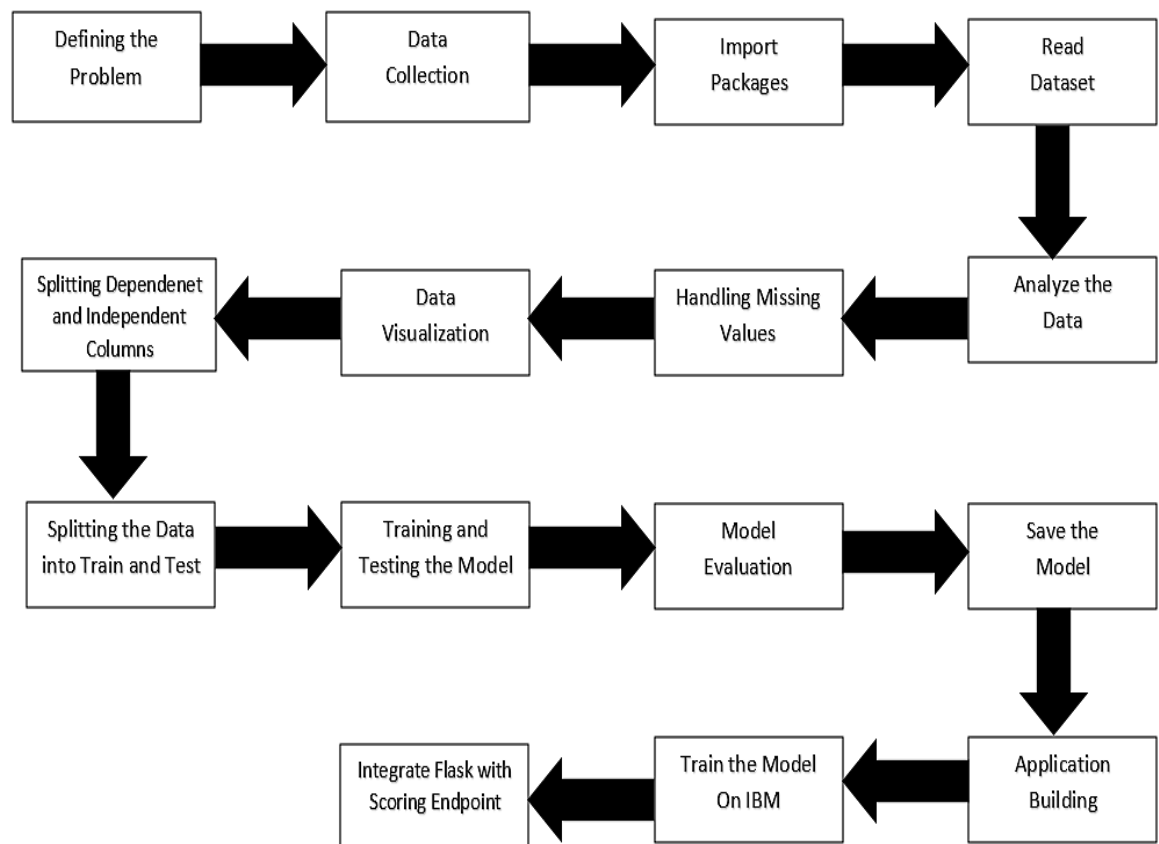 Defining the
Problem
Data
Collection
Import
Packages
Read
Dataset
Analyze the
Data
Handling Missing
Values
Data
Visualization
Splitting Dependenet
and Independent
Columns
Splitting the Data
into Train and Test
Training and
Testing the Model
Model
Evaluation
Save the
Model
Application
Building
Train the Model
On IBM
Integrate Flask with
Scoring Endpoint